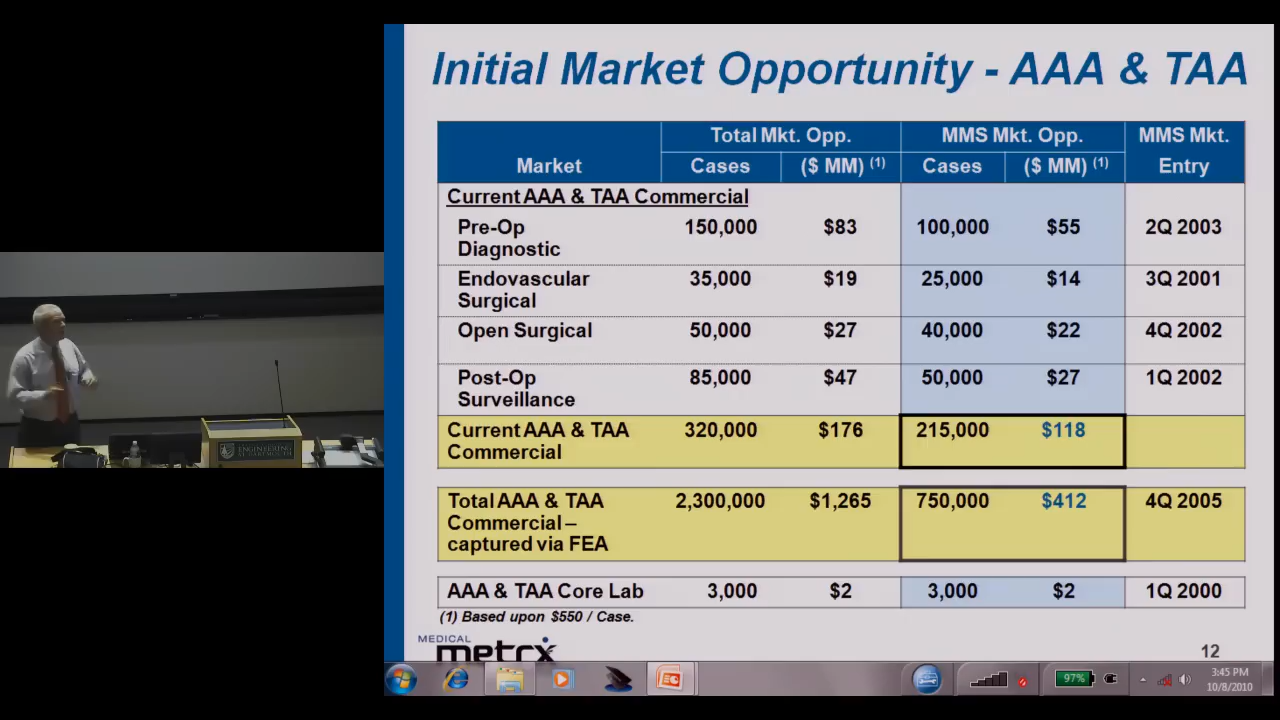 Initial Market Opportunity - AAA & TAA
Market
Total Mkt. Opp.
MMS Mkt. Opp.
MMS Mkt. Entry
Cases
($ MM) (1)
Cases
($ MM) (1)
Current AAA & TAA Commercial
Pre-Op Diagnostic
150,000
$83
100,000
$55
2Q 2003
Endovascular Surgical
35,000
$19
25,000
$14
3Q 2001
Open Surgical
50,000
$27
40,000
$22
4Q 2002
Post-Op Surveillance
85,000
$47
50,000
$27
1Q 2002
Current AAA & TAA Commercial
320,000
$176
215,000
$118
Total AAA & TAA Commercial – captured via FEA
2,300,000
$1,265
750,000
$412
4Q 2005
AAA & TAA Core Lab
3,000
$2
3,000
$2
1Q 2000
(1) Based upon $550 / Case.
MEDICAL
metrx
12
97%
3:45 PM
10/8/2010
ENGINEERING
AT DARTMOUTH